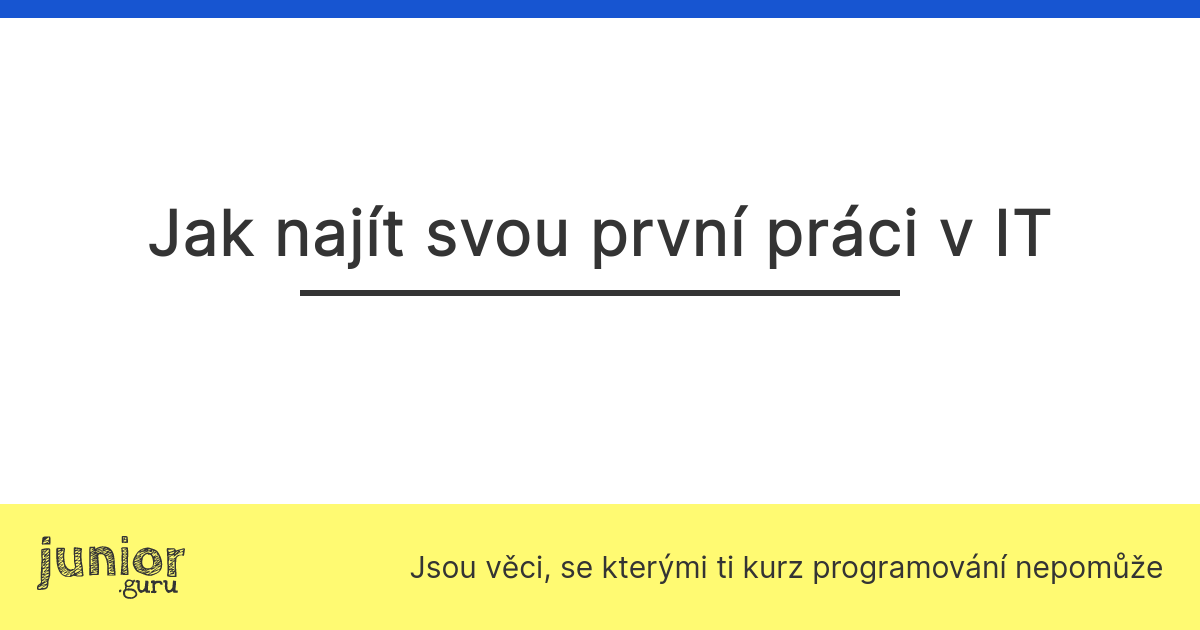 Jak najít svou první práci v IT
junior
.guru
Jsou věci, se kterými ti kurz programování nepomůže